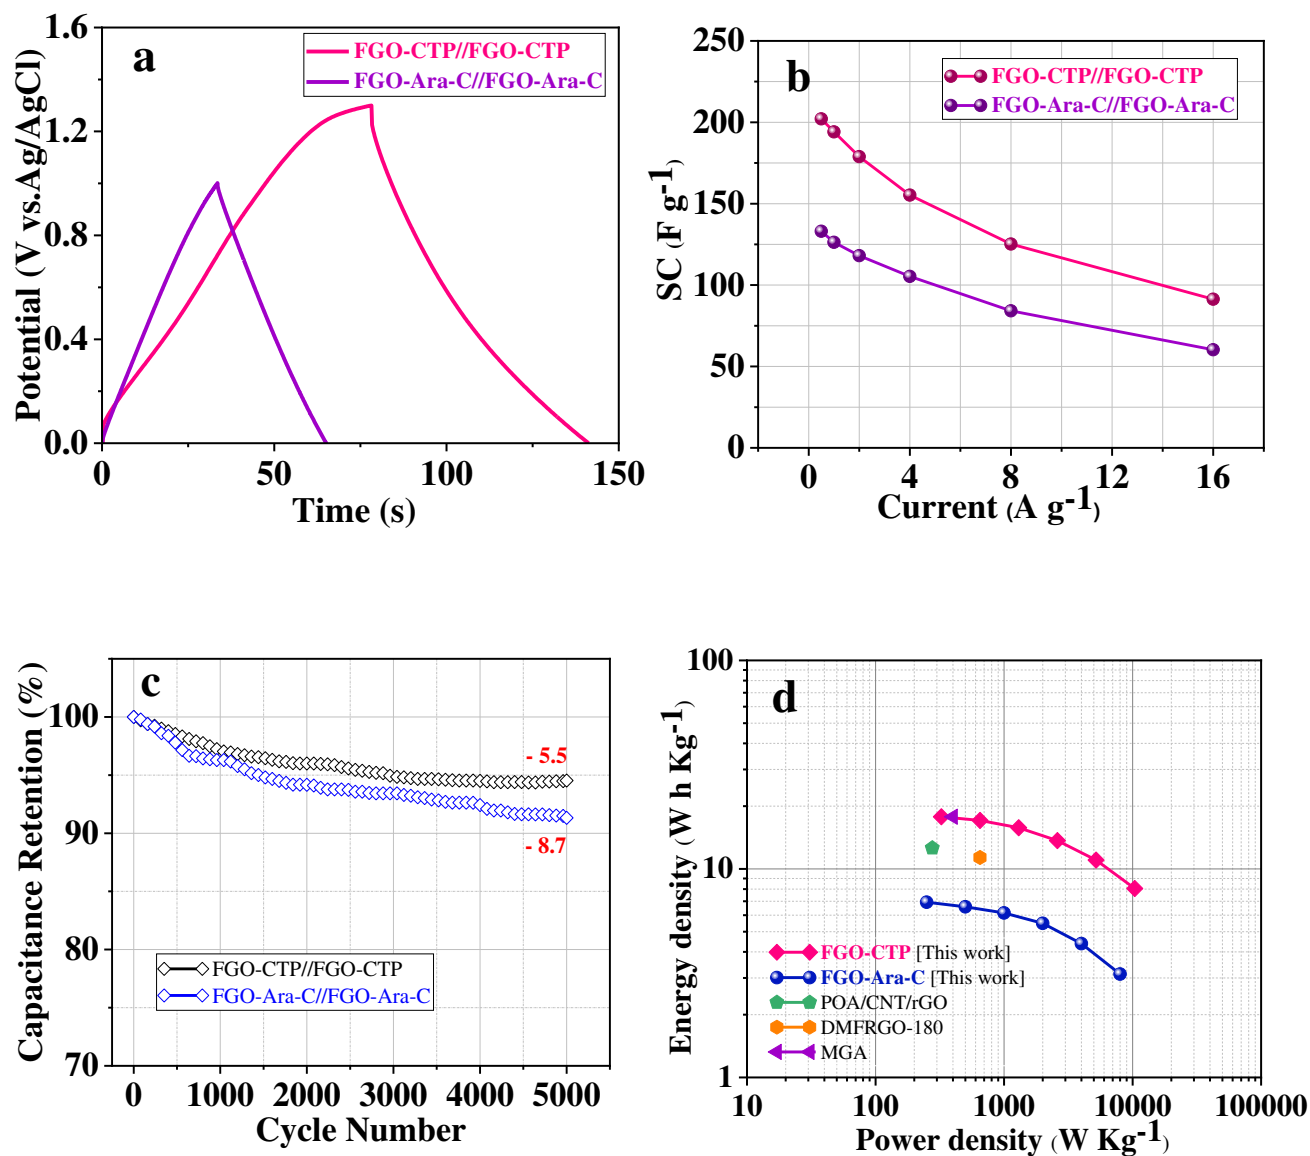 a
FGO-CTP//FGO-CTP
FGO-Ara-C//FGO-Ara-C
Potential (V vs.Ag/AgCl)
1.6
1.2
0.8
0.4
0.0
0 50 100 150
Time (s)
b
FGO-CTP//FGO-CTP
FGO-Ara-C//FGO-Ara-C
SC (F g-1)
250
200
150
100
50
0
0 4 8 12 16
Current (A g-1)
c
Capacitance Retention (%)
100
90
80
70
- 5.5
- 8.7
FGO-CTP//FGO-CTP
FGO-Ara-C//FGO-Ara-C
0 1000 2000 3000 4000 5000
Cycle Number
d
Energy density (W h Kg-1)
100
10
1
FGO-CTP [This work]
FGO-Ara-C [This work]
POA/CNT/rGO
DMFRGO-180
MGA
10 100 1000 10000 100000
Power density (W Kg-1)